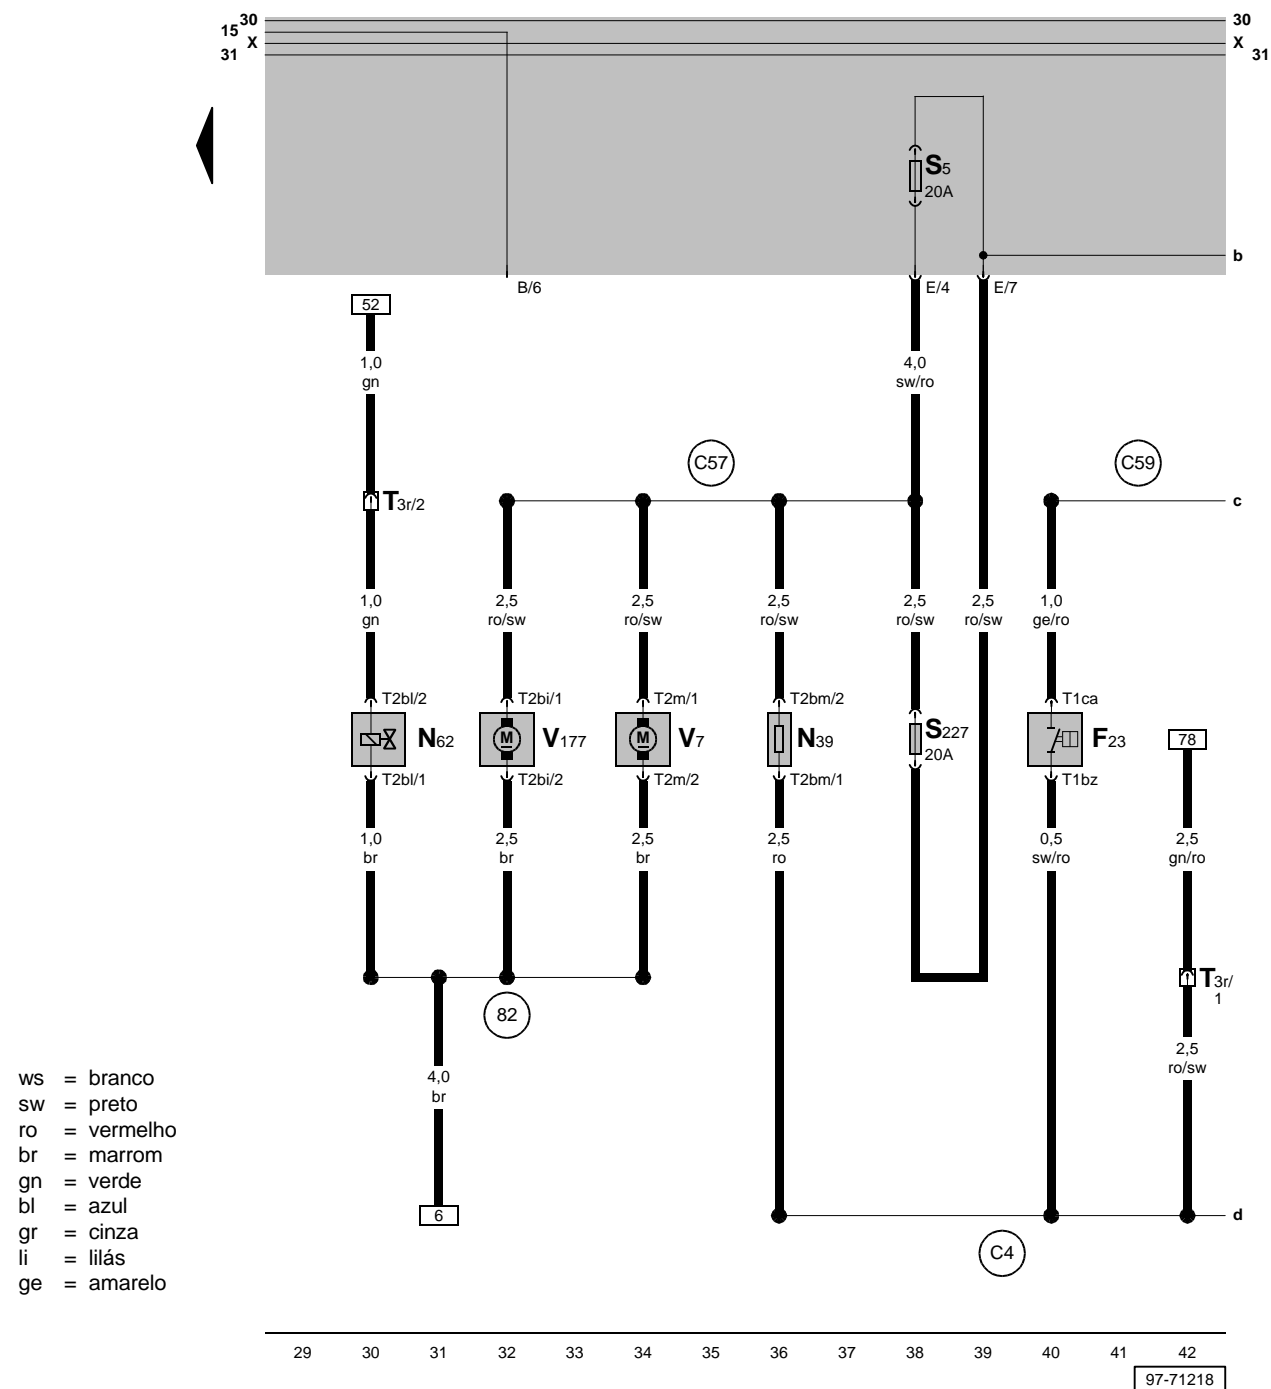 30 30
15
X X
31 31
S5
20A
b
B/6 E/4 E/7
52
1,0
gn
4,0
sw/ro
C57 C59
T3r/2
c
1,0 2,5 2,5 2,5 2,5 2,5 1,0
gn ro/sw ro/sw ro/sw ro/sw ro/sw ge/ro
T2bl/2 T2bi/1 T2m/1 T2bm/2 T1ca
N62 M V177 M V7 N39 S227 F23 78
20A
T2bl/1 T2bi/2 T2m/2 T2bm/1 T1bz
1,0 2,5 2,5 2,5 0,5 2,5
br br br ro sw/ro gn/ro
T3r/
1
82
2,5
ro/sw
4,0
br
6
d
C4
ws = branco
sw = preto
ro = vermelho
br = marrom
gn = verde
bl = azul
gr = cinza
li = lilás
ge = amarelo
29 30 31 32 33 34 35 36 37 38 39 40 41 42
97-71218